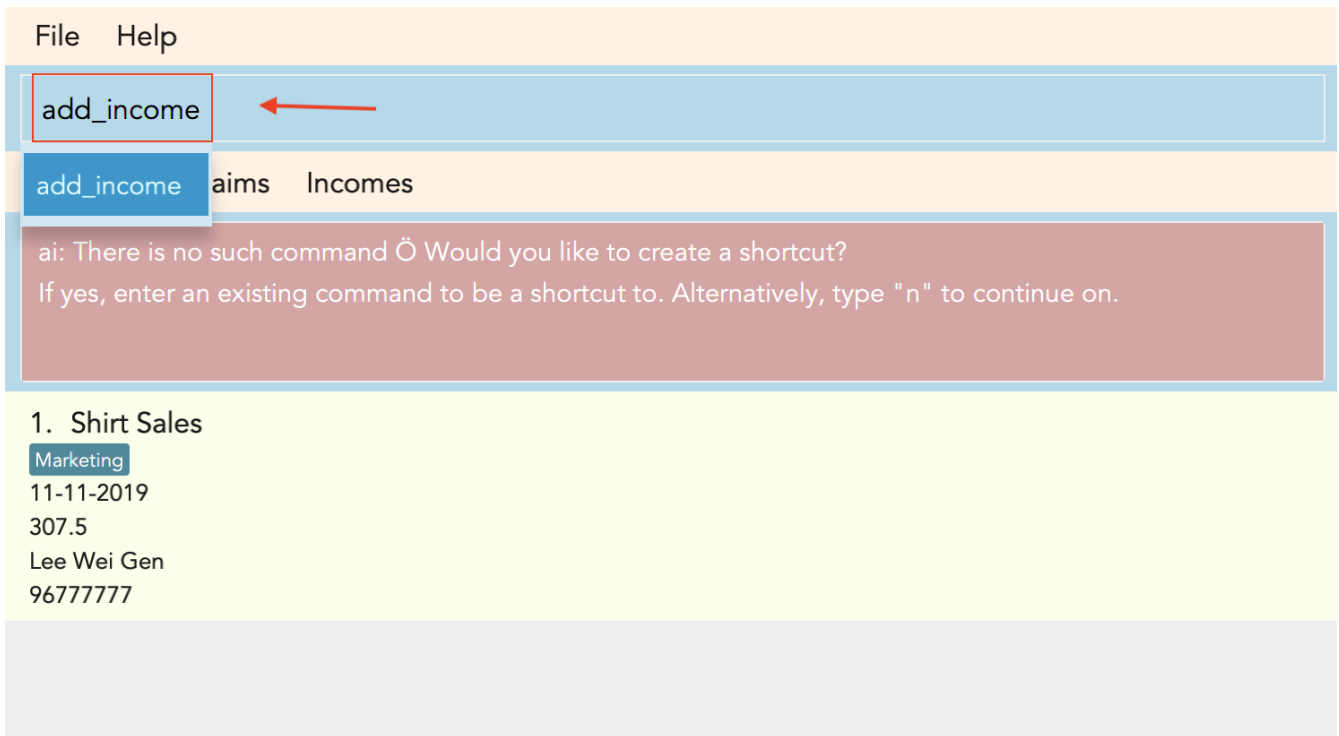 File Help
add_income
add_income aims Incomes
ai: There is no such command Ö Would you like to create a shortcut?
If yes, enter an existing command to be a shortcut to. Alternatively, type "n" to continue on.
1. Shirt Sales
Marketing
11-11-2019
307.5
Lee Wei Gen
96777777